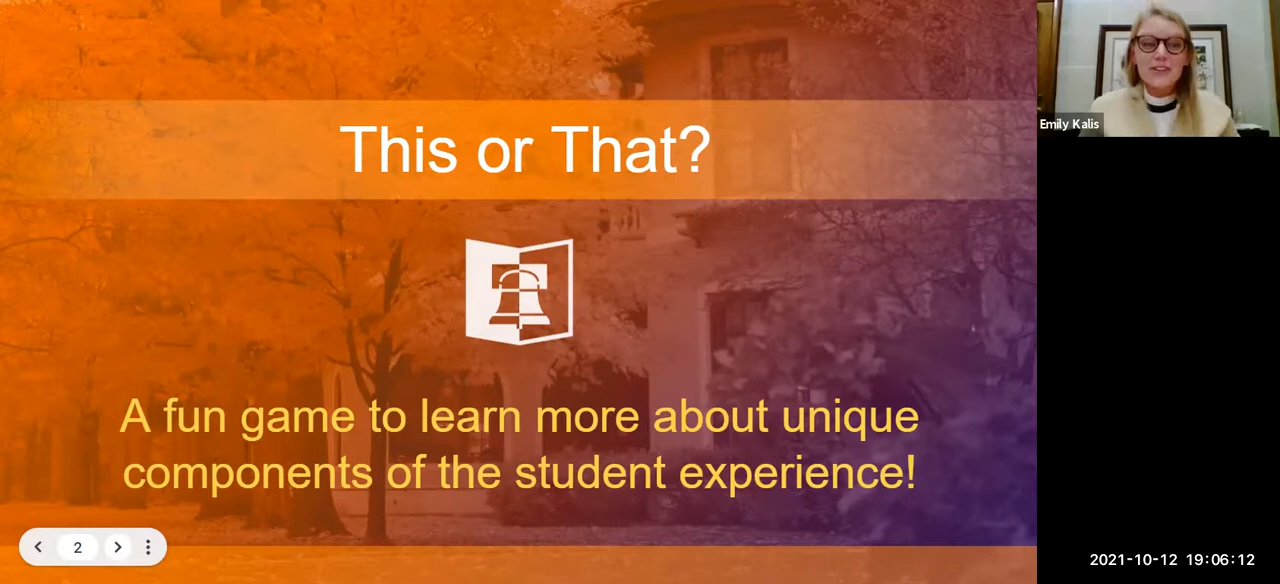 This or That?
Emily Kalis
A fun game to learn more about unique
components of the student experience!
2
2021-10-12 19:06:12